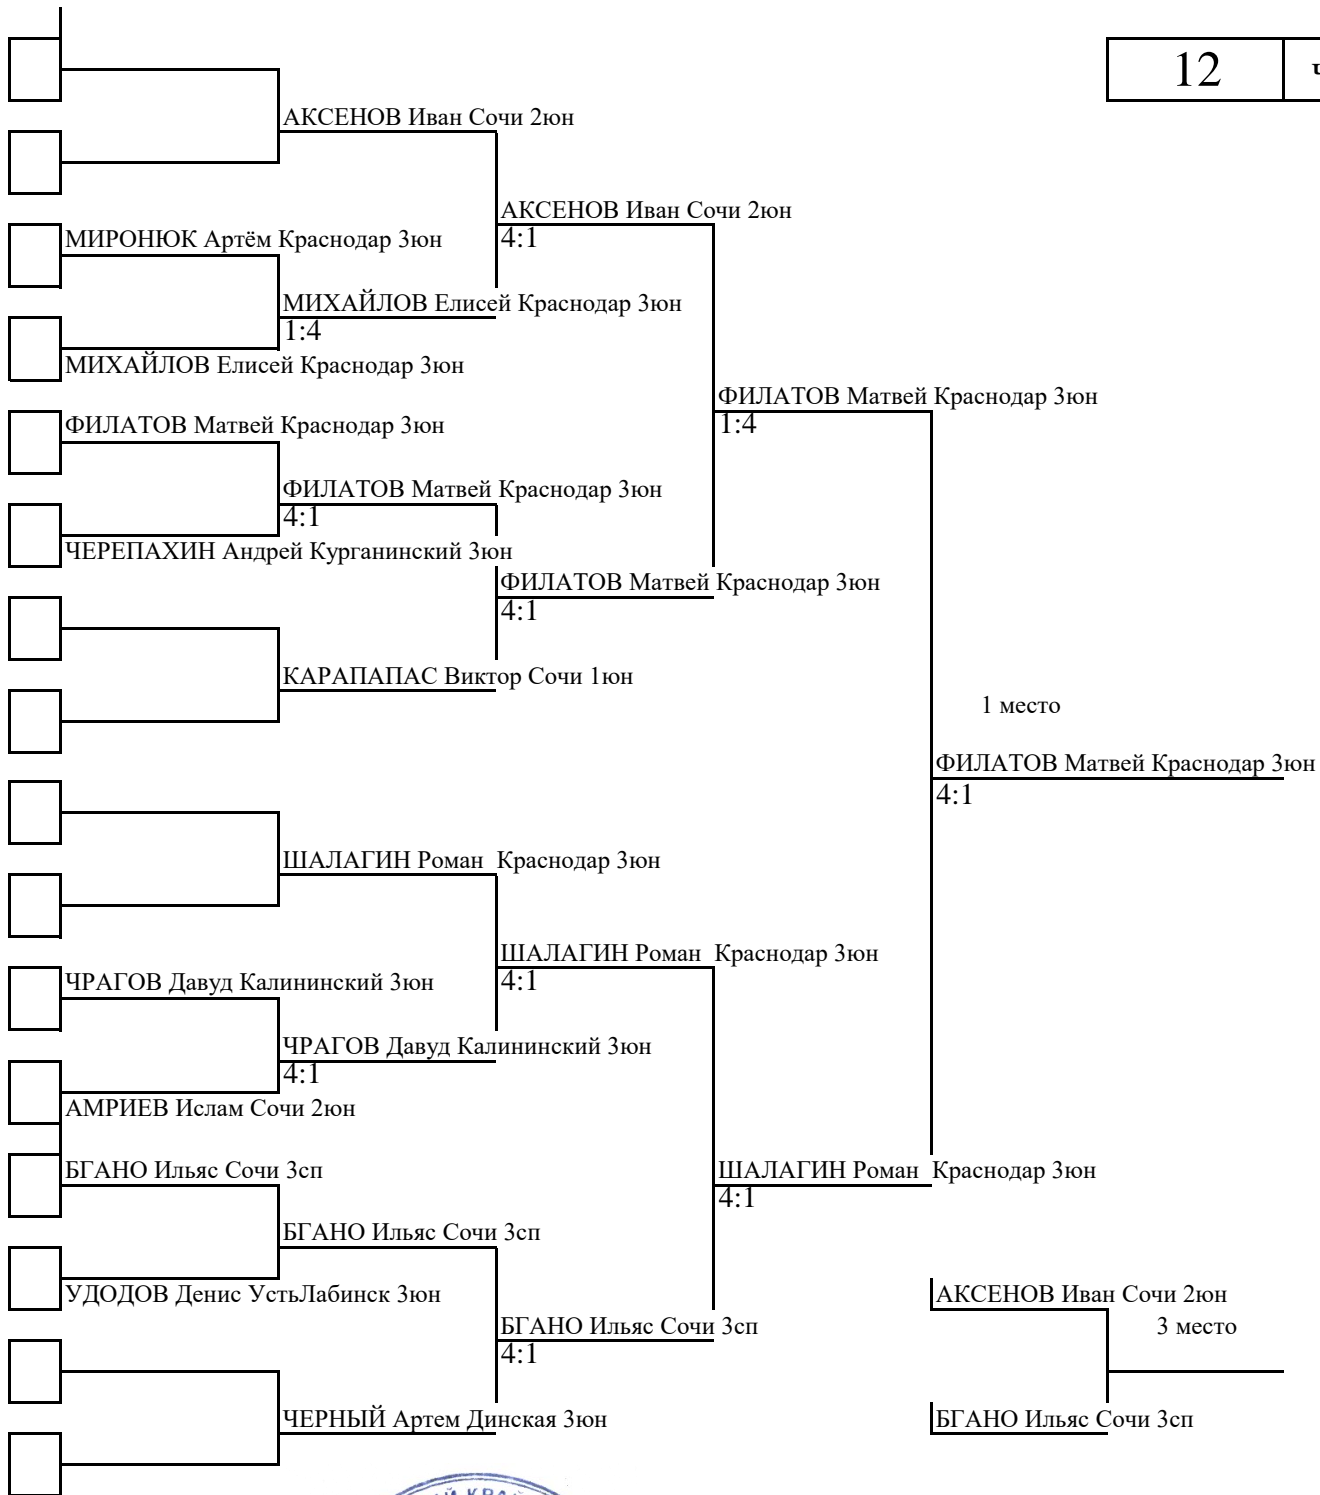 12
АКСЕНОВ Иван Сочи 2юн
АКСЕНОВ Иван Сочи 2юн
4:1
МИРОНЮК Артём Краснодар 3юн
МИХАЙЛОВ Елисей Краснодар 3юн
1:4
МИХАЙЛОВ Елисей Краснодар 3юн
ФИЛАТОВ Матвей Краснодар 3юн
1:4
ФИЛАТОВ Матвей Краснодар 3юн
ФИЛАТОВ Матвей Краснодар 3юн
4:1
ЧЕРЕПАХИН Андрей Курганинский 3юн
ФИЛАТОВ Матвей Краснодар 3юн
4:1
КАРАПАПАС Виктор Сочи 1юн
1 место
ФИЛАТОВ Матвей Краснодар 3юн
4:1
ШАЛАГИН Роман Краснодар 3юн
ШАЛАГИН Роман Краснодар 3юн
4:1
ЧРАГОВ Давуд Калининский 3юн
ЧРАГОВ Давуд Калининский 3юн
4:1
АМРИЕВ Ислам Сочи 2юн
БГАНО Ильяс Сочи 3сп
ШАЛАГИН Роман Краснодар 3юн
4:1
БГАНО Ильяс Сочи 3сп
УДОДОВ Денис УстьЛабинск 3юн
АКСЕНОВ Иван Сочи 2юн
БГАНО Ильяс Сочи 3сп
4:1
3 место
ЧЕРНЫЙ Артем Динская 3юн
БГАНО Ильяс Сочи 3сп